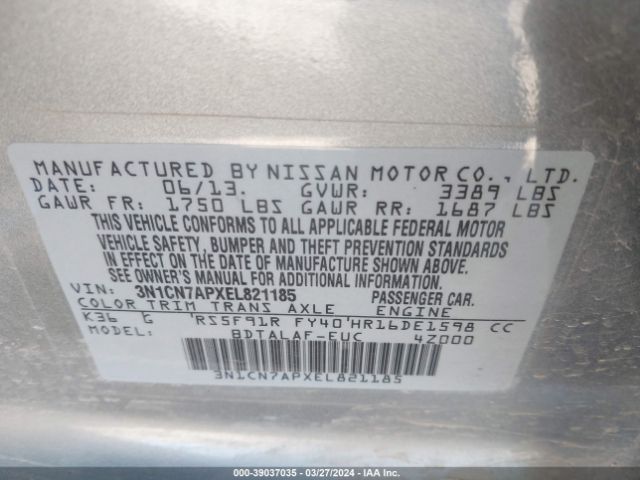 MANUFACTURED BY NISSAN MOTOR CO., LTD.
DATE: 06/13. GVWR: 3389 LBS
GAWR FR: 1750 LBS GAWR RR: 1687 LBS
THIS VEHICLE CONFORMS TO ALL APPLICABLE FEDERAL MOTOR
VEHICLE SAFETY, BUMPER AND THEFT PREVENTION STANDARDS
IN EFFECT ON THE DATE OF MANUFACTURE SHOWN ABOVE.
SEE OWNER'S MANUAL FOR ADDITIONAL INFORMATION.
VIN: 3N1CN7APXEL821185 PASSENGER CAR.
COLOR TRIM TRANS AXLE ENGINE
K36 G RS5F91R FY40 HR16DE1598 CC
MODEL: BDTALAF-EUC 4Z000
3N1CN7APXEL821185
000-39037035 - 03/27/2024 - IAA Inc.